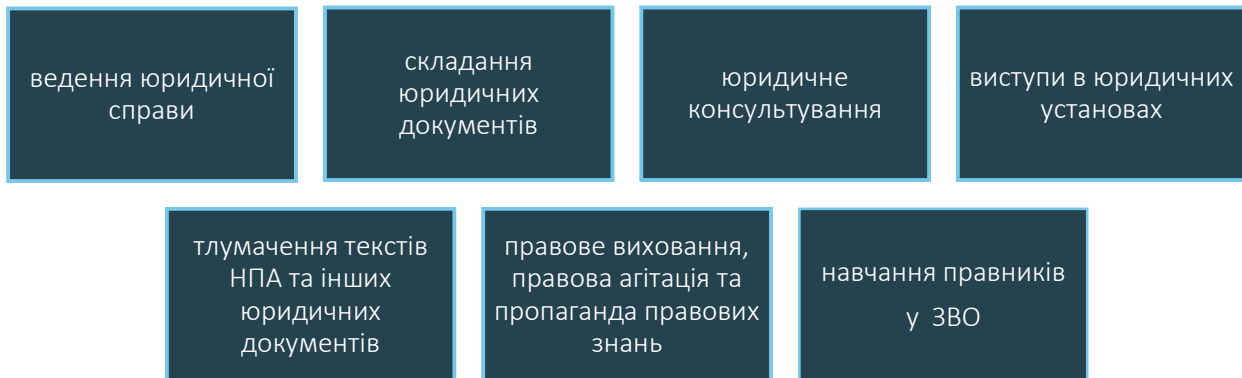 ведення юридичної
справи
складання
юридичних
документів
юридичне
консультування
виступи в юридичних
установах
тлумачення текстів
НПА та інших
юридичних
документів
правове виховання,
правова агітація та
пропаганда правових
знань
навчання правників
у ЗВО